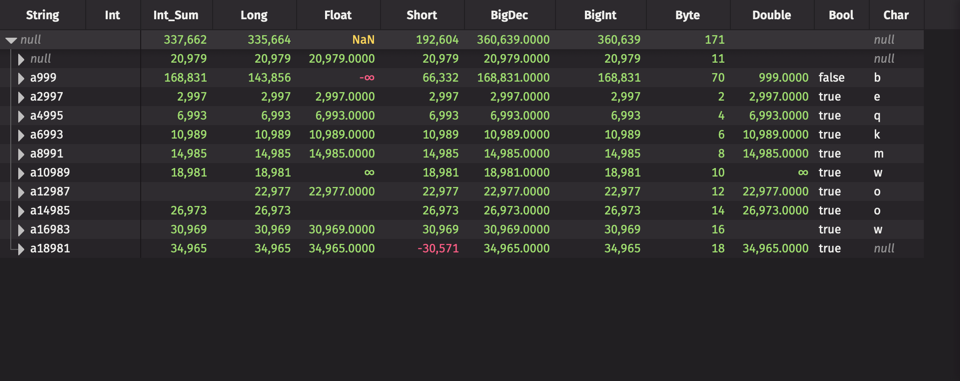 String Int Int_Sum Long Float Short BigDec BigInt Byte Double Bool Char
null 337,662 335,664 NaN 192,604 360,639.0000 360,639 171 null
null 20,979 20,979 20,979.0000 20,979 20,979.0000 20,979 11 null
a999 168,831 143,856 -∞ 66,332 168,831.0000 168,831 70 999.0000 false b
a2997 2,997 2,997 2,997.0000 2,997 2,997.0000 2,997 2 2,997.0000 true e
a4995 6,993 6,993 6,993.0000 6,993 6,993.0000 6,993 4 6,993.0000 true q
a6993 10,989 10,989 10,989.0000 10,989 10,989.0000 10,989 6 10,989.0000 true k
a8991 14,985 14,985 14,985.0000 14,985 14,985.0000 14,985 8 14,985.0000 true m
a10989 18,981 18,981 ∞ 18,981 18,981.0000 18,981 10 ∞ true w
a12987 22,977 22,977.0000 22,977 22,977.0000 22,977 12 22,977.0000 true o
a14985 26,973 26,973 26,973 26,973.0000 26,973 14 26,973.0000 true o
a16983 30,969 30,969 30,969.0000 30,969 30,969.0000 30,969 16 true w
a18981 34,965 34,965 34,965.0000 -30,571 34,965.0000 34,965 18 34,965.0000 true null